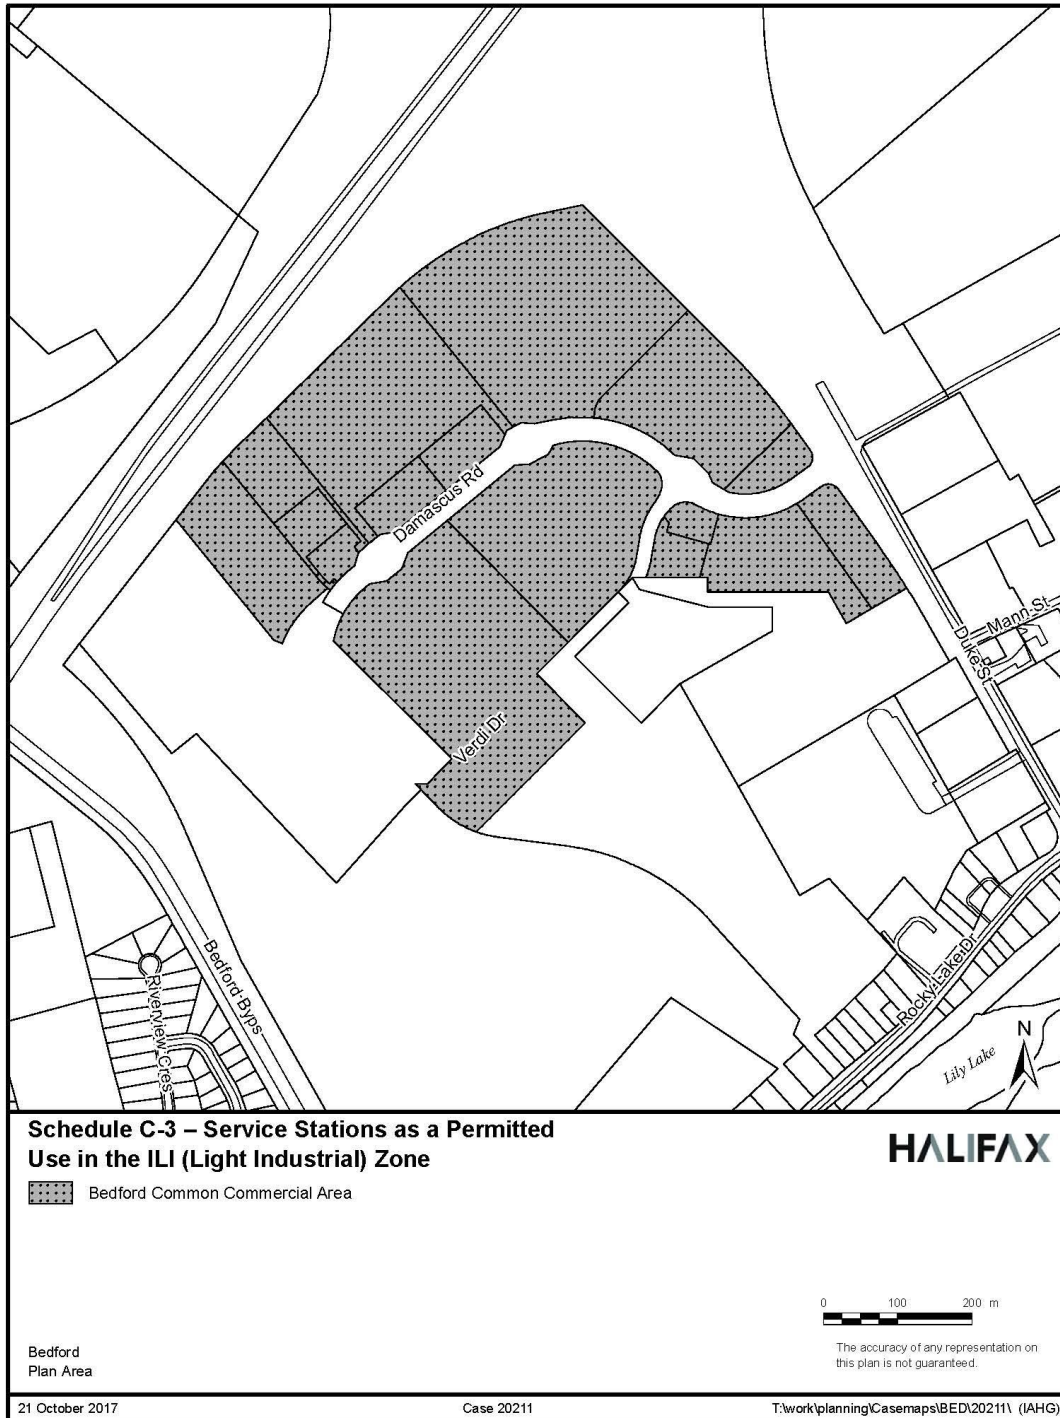 Damascus Rd
Verdi Dr
Mann St
Duke St
Bedford Byps
Riverview Cres
Rocky Lake Dr
Lily Lake
N
Schedule C-3 – Service Stations as a Permitted
Use in the ILI (Light Industrial) Zone
HALIFAX
Bedford Common Commercial Area
0 100 200 m
The accuracy of any representation on
this plan is not guaranteed.
Bedford
Plan Area
21 October 2017 Case 20211 T:\work\planning\Casemaps\BED\20211\ (IAHG)